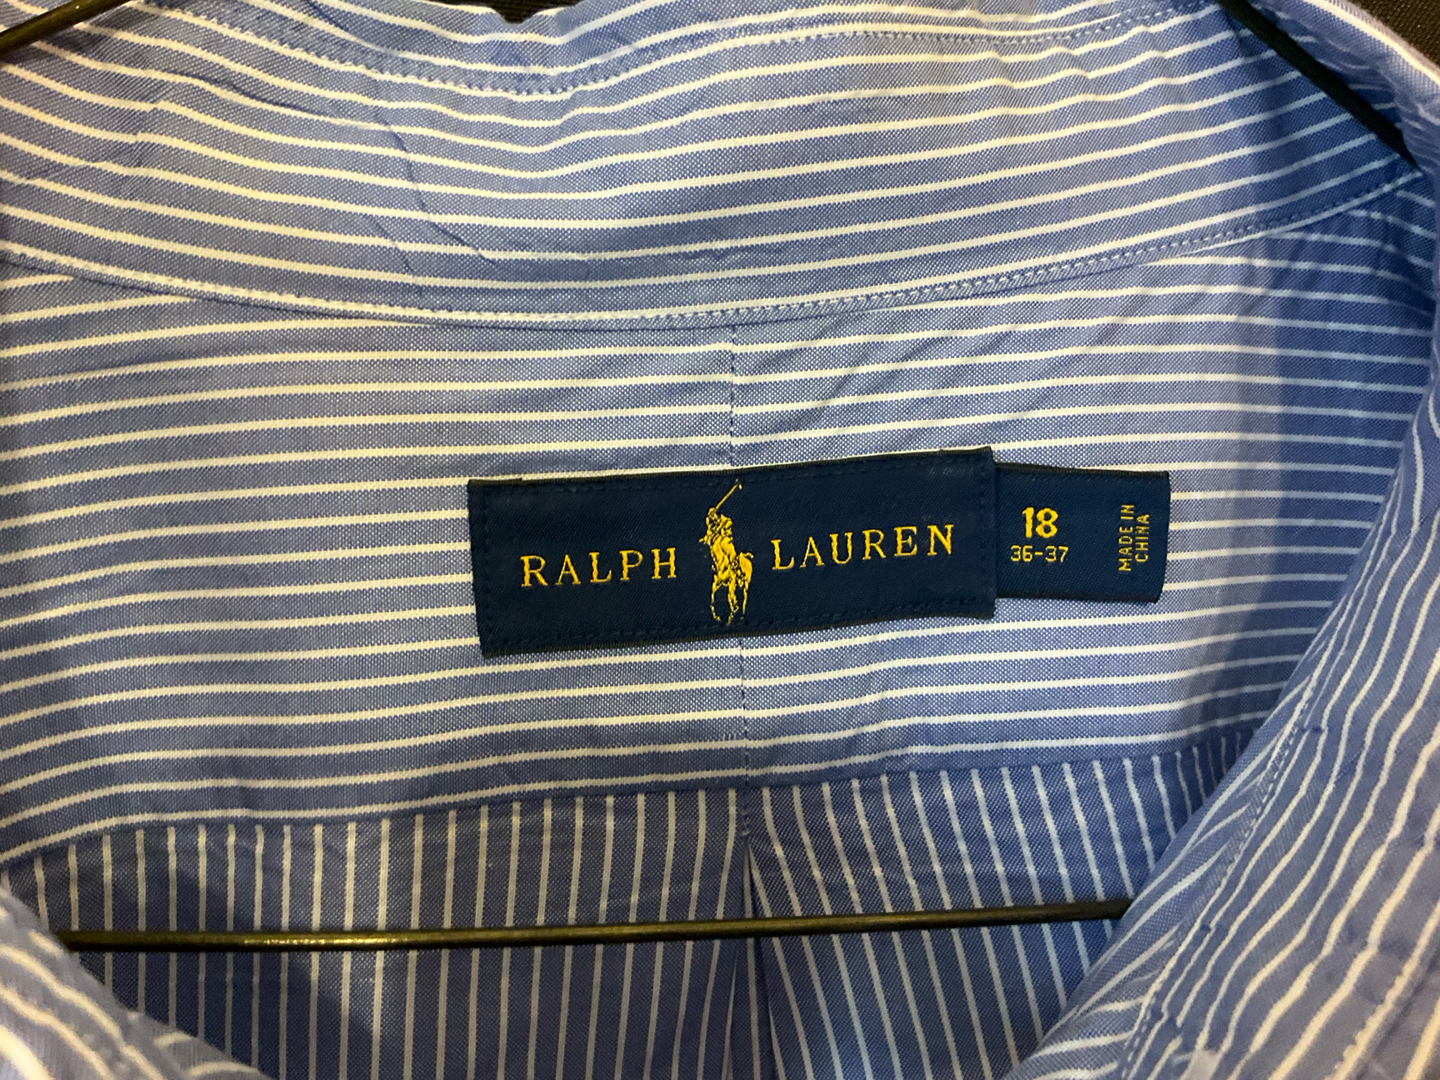 RALPH LAUREN
18
36-37
MADE IN
CHINA